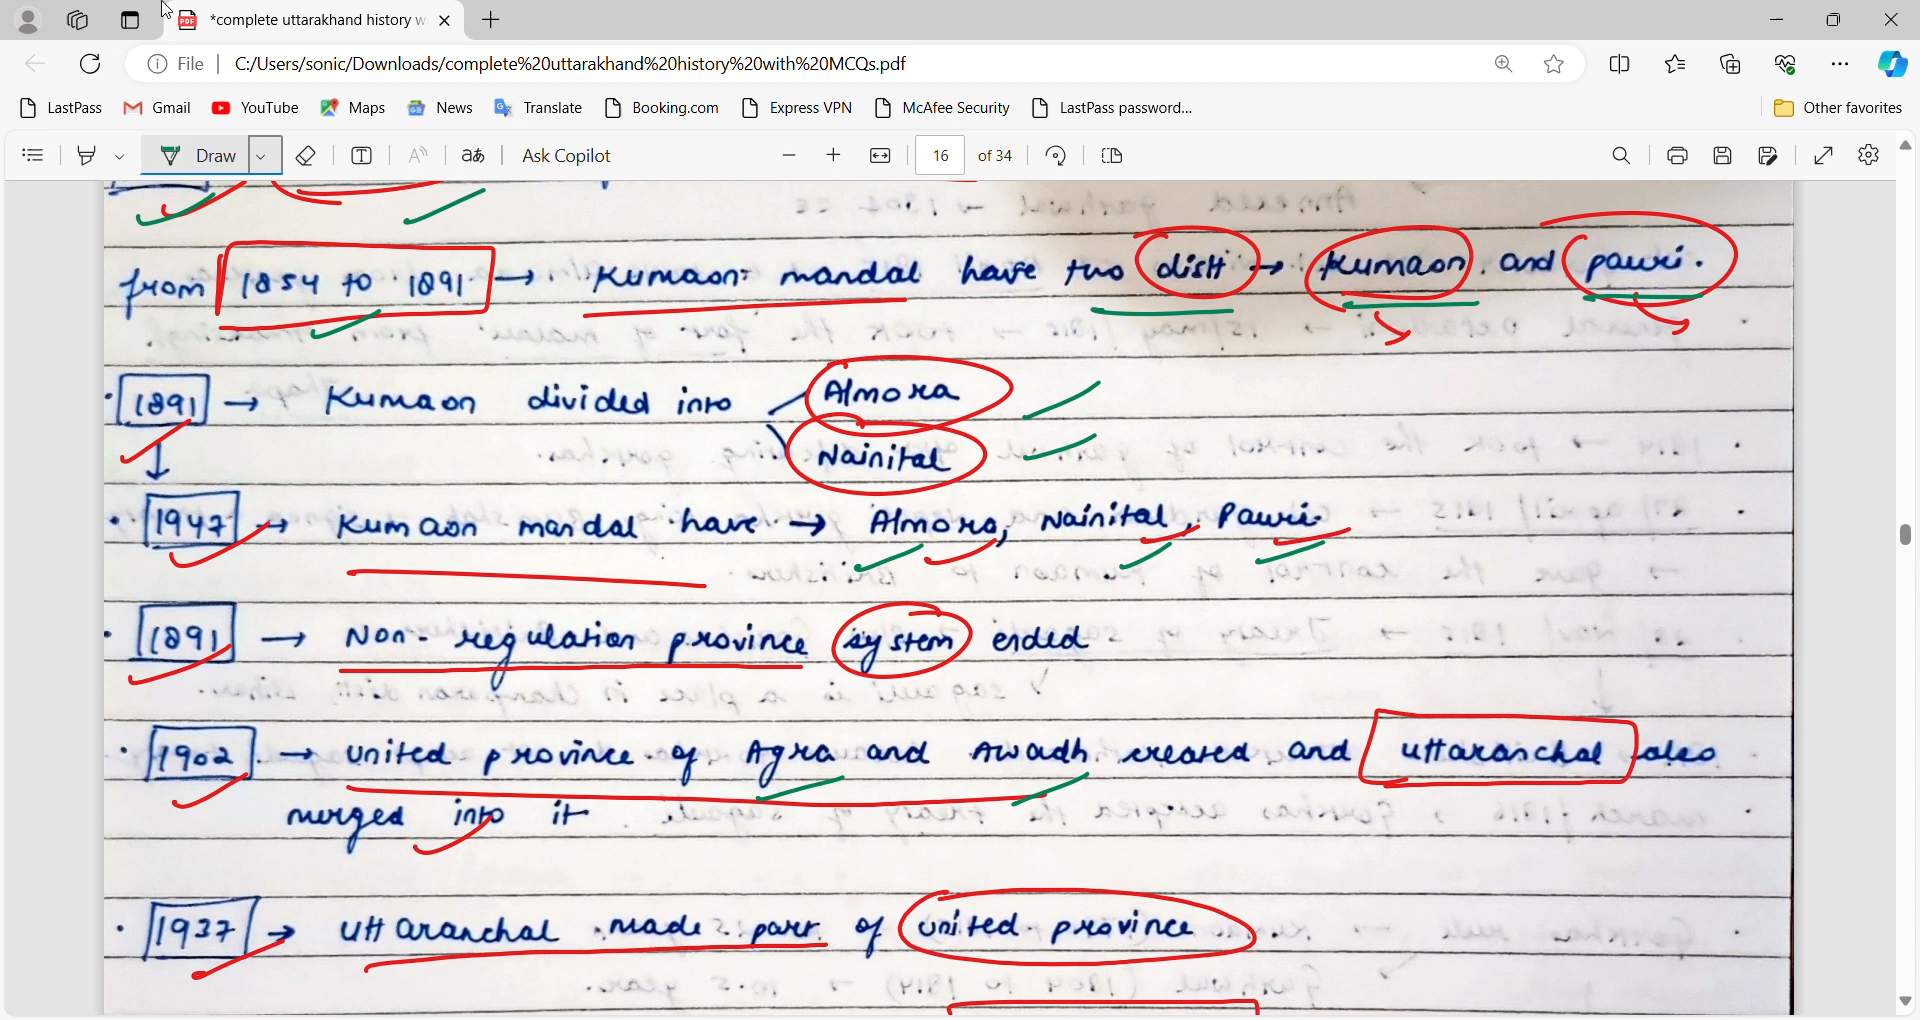 *complete uttarakhand history w
File
C:/Users/sonic/Downloads/complete%20uttarakhand%20history%20with%20MCQs.pdf
LastPass
Gmail
YouTube
Maps
News
Translate
Booking.com
Express VPN
McAfee Security
LastPass password...
Other favorites
Draw
Ask Copilot
16
of 34
from 1854 to 1891 → Kumaon mandal have two distt → Kumaon and pauri.
1891 → Kumaon divided into Almora
Nainital
1947 → Kumaon mandal have → Almora, Nainital, Pauri
1891 → Non-regulation province system ended
1902 → united province of Agra and Awadh created and uttaranchal also
merged into it
1937 → uttaranchal made part of united province